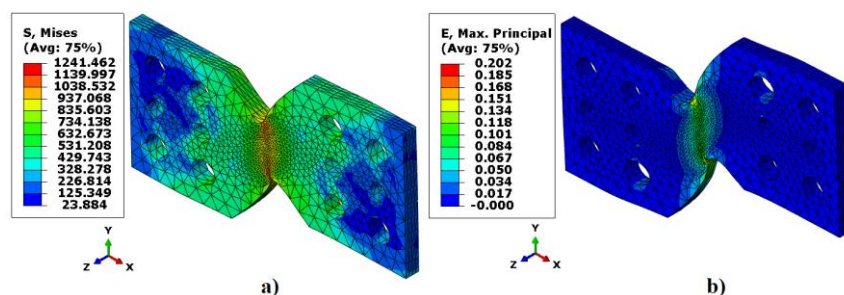 S, Mises
(Avg: 75%)
1241.462
1139.997
1038.532
937.068
835.603
734.138
632.673
531.208
429.743
328.278
226.814
125.349
23.884
Y
Z
X
a)
E, Max. Principal
(Avg: 75%)
0.202
0.185
0.168
0.151
0.134
0.118
0.101
0.084
0.067
0.050
0.034
0.017
-0.000
Y
Z
X
b)